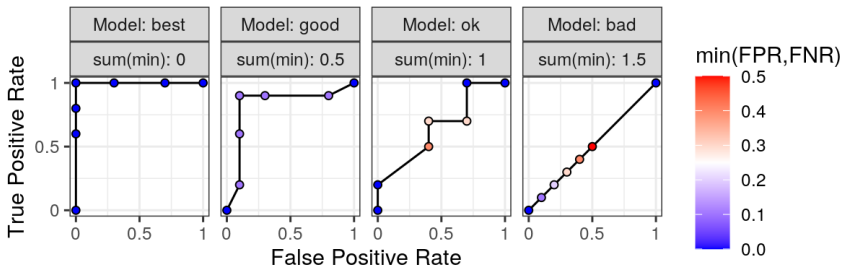 Model: best
Model: good
Model: ok
Model: bad
sum(min): 0
sum(min): 0.5
sum(min): 1
sum(min): 1.5
True Positive Rate
1
0.5
0
0
0.5
1
0
0.5
1
0
0.5
1
0
0.5
1
False Positive Rate
min(FPR,FNR)
0.5
0.4
0.3
0.2
0.1
0.0